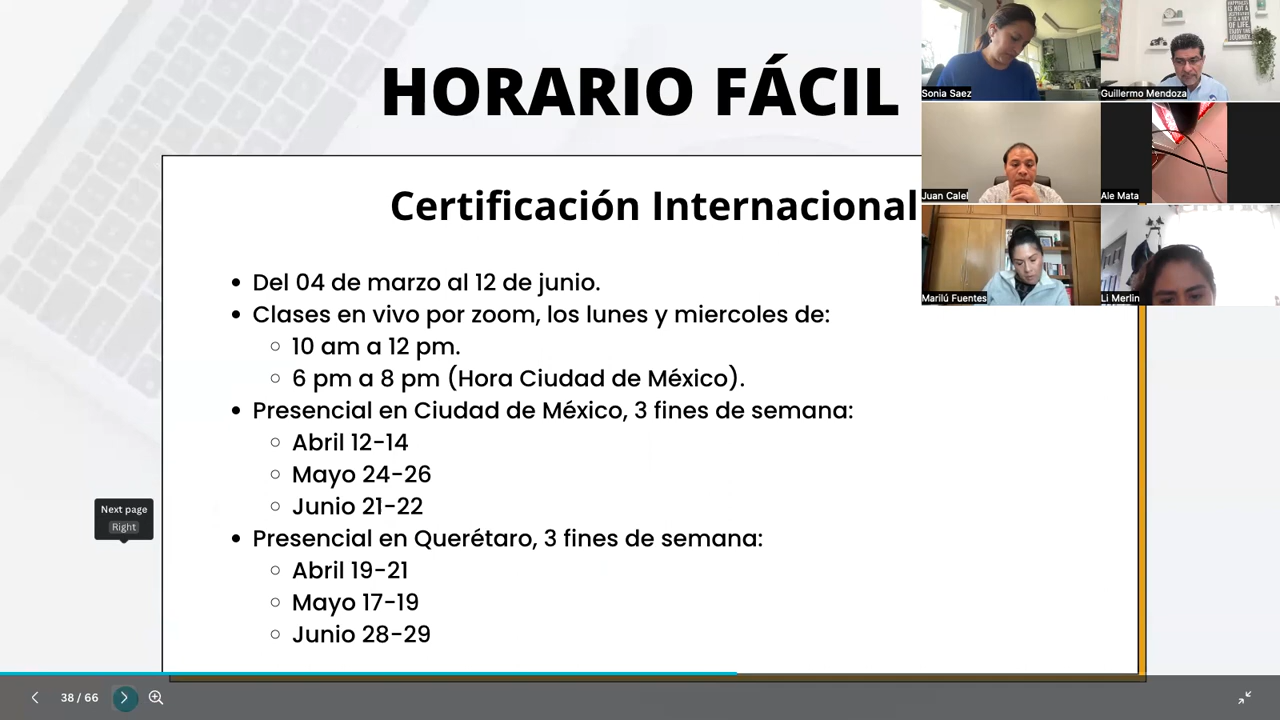 HORARIO FÁCIL
Certificación Internacional
Del 04 de marzo al 12 de junio.
Clases en vivo por zoom, los lunes y miercoles de:
10 am a 12 pm.
6 pm a 8 pm (Hora Ciudad de México).
Presencial en Ciudad de México, 3 fines de semana:
Abril 12-14
Mayo 24-26
Junio 21-22
Presencial en Querétaro, 3 fines de semana:
Abril 19-21
Mayo 17-19
Junio 28-29
Next page
Right
38 / 66
Sonia Saez
Guillermo Mendoza
Juan Calel
Ale Mata
Marilú Fuentes
Li Merlin